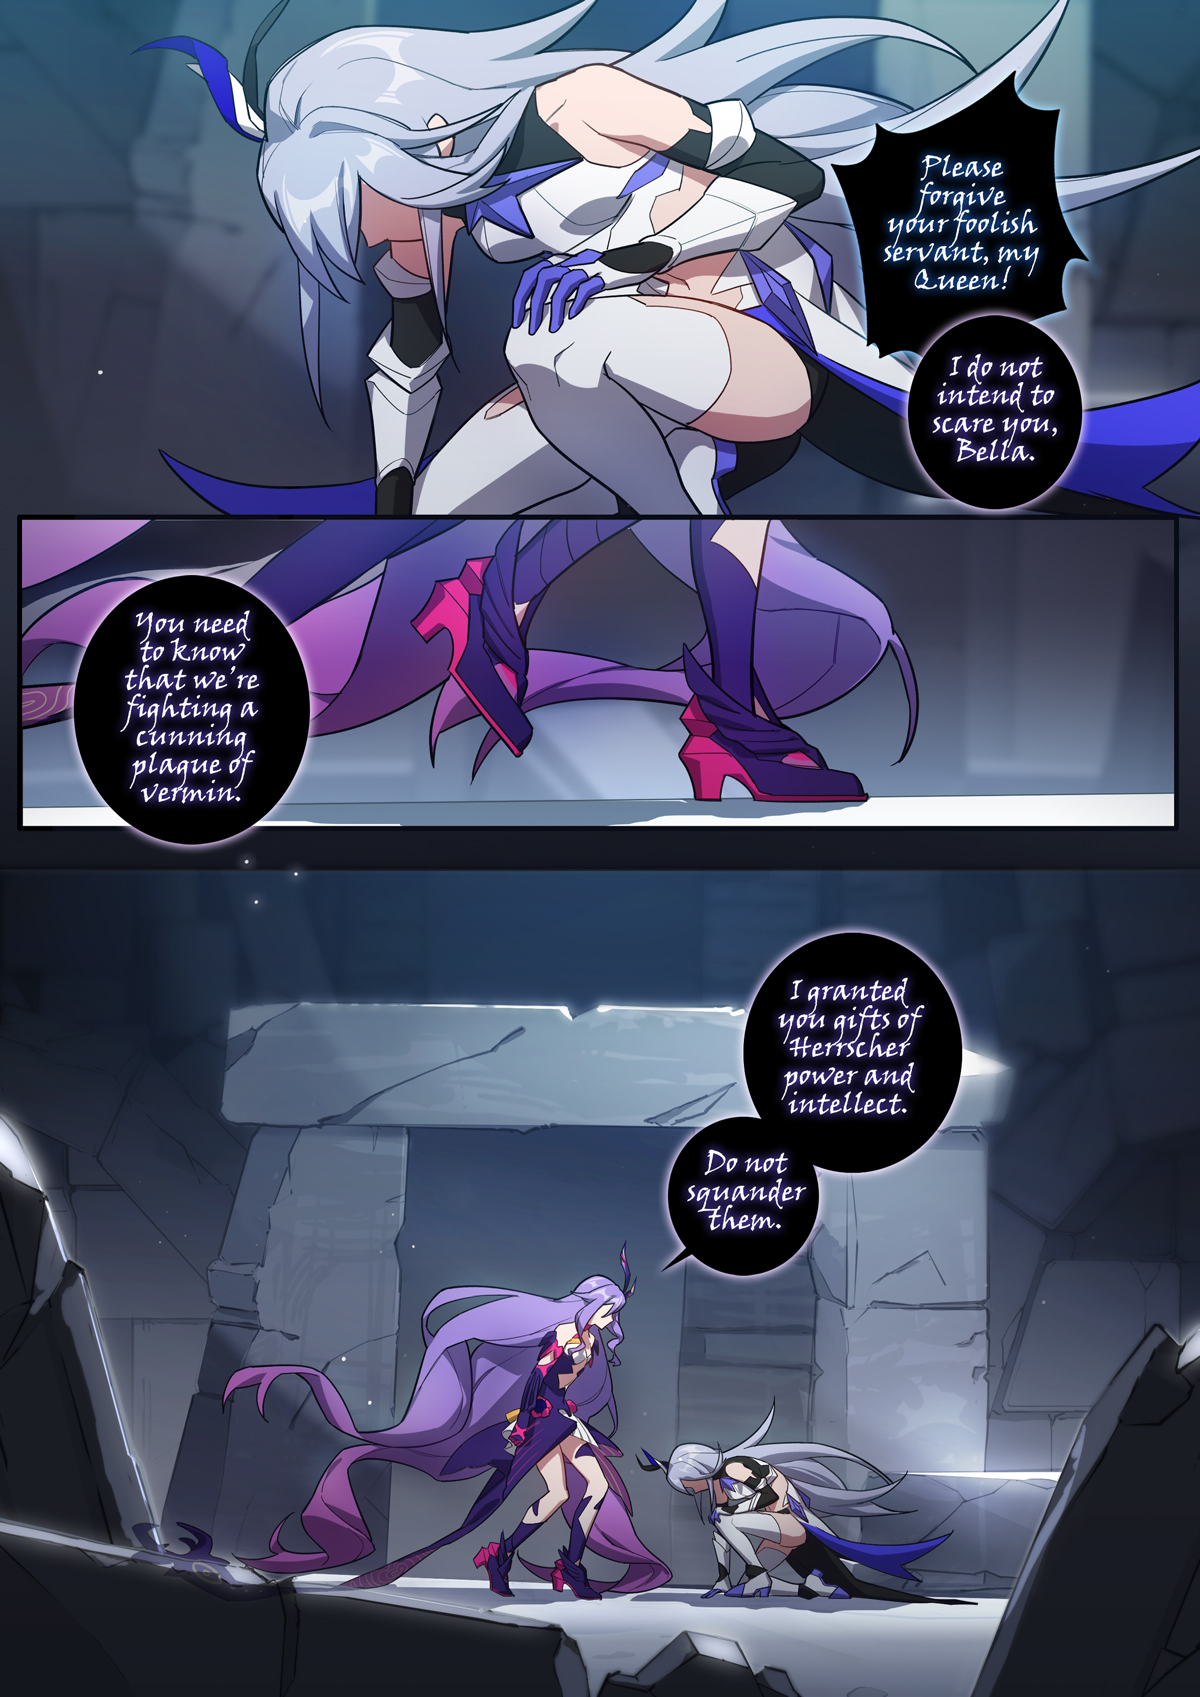 Please
forgive
your foolish
servant, my
Queen!
I do not
intend to
scare you,
Bella.
You need
to know
that we're
fighting a
cunning
plague of
vermin.
I granted
you gifts of
Herrscher
power and
intellect.
Do not
squander
them.